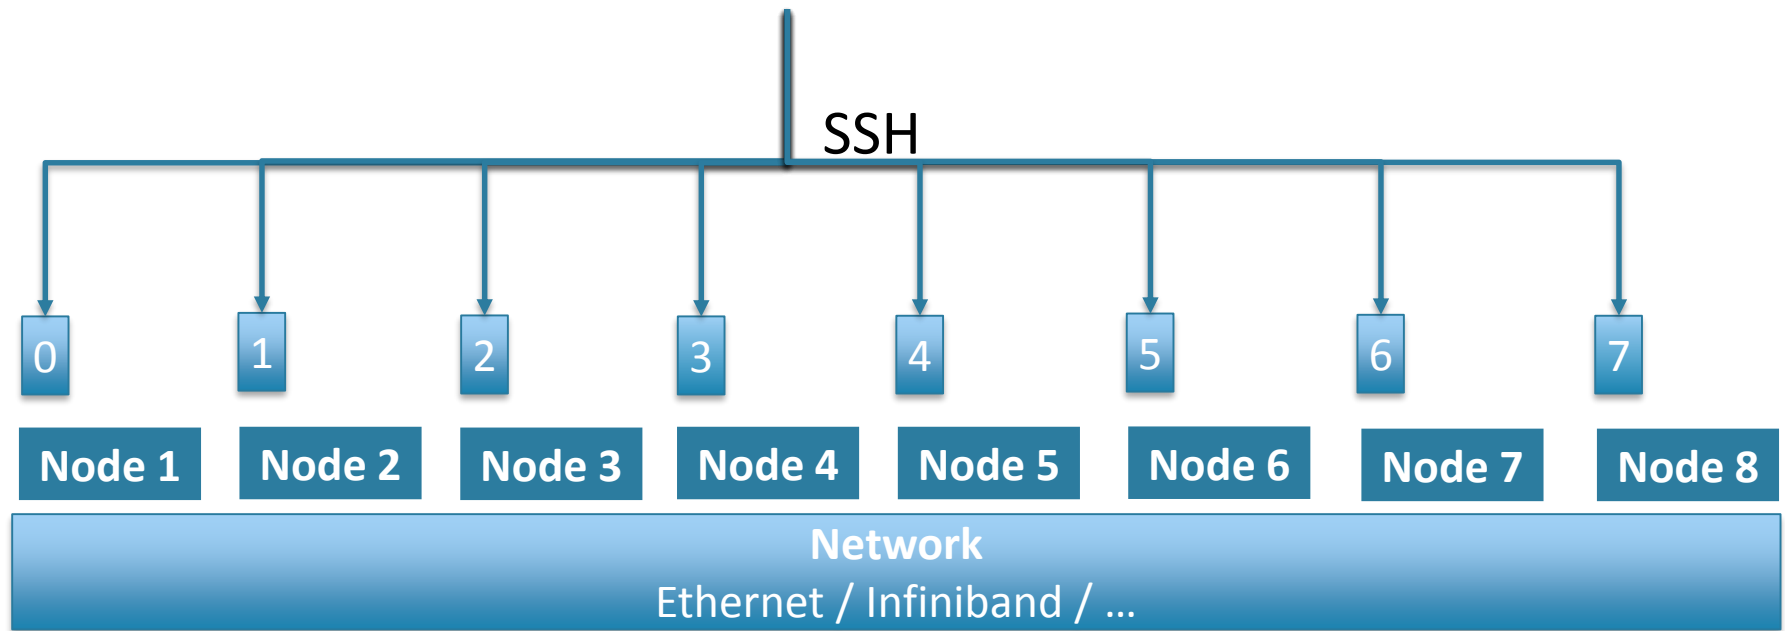 SSH
0
1
2
3
4
5
6
7
Node 1
Node 2
Node 3
Node 4
Node 5
Node 6
Node 7
Node 8
Network
Ethernet / Infiniband / ...